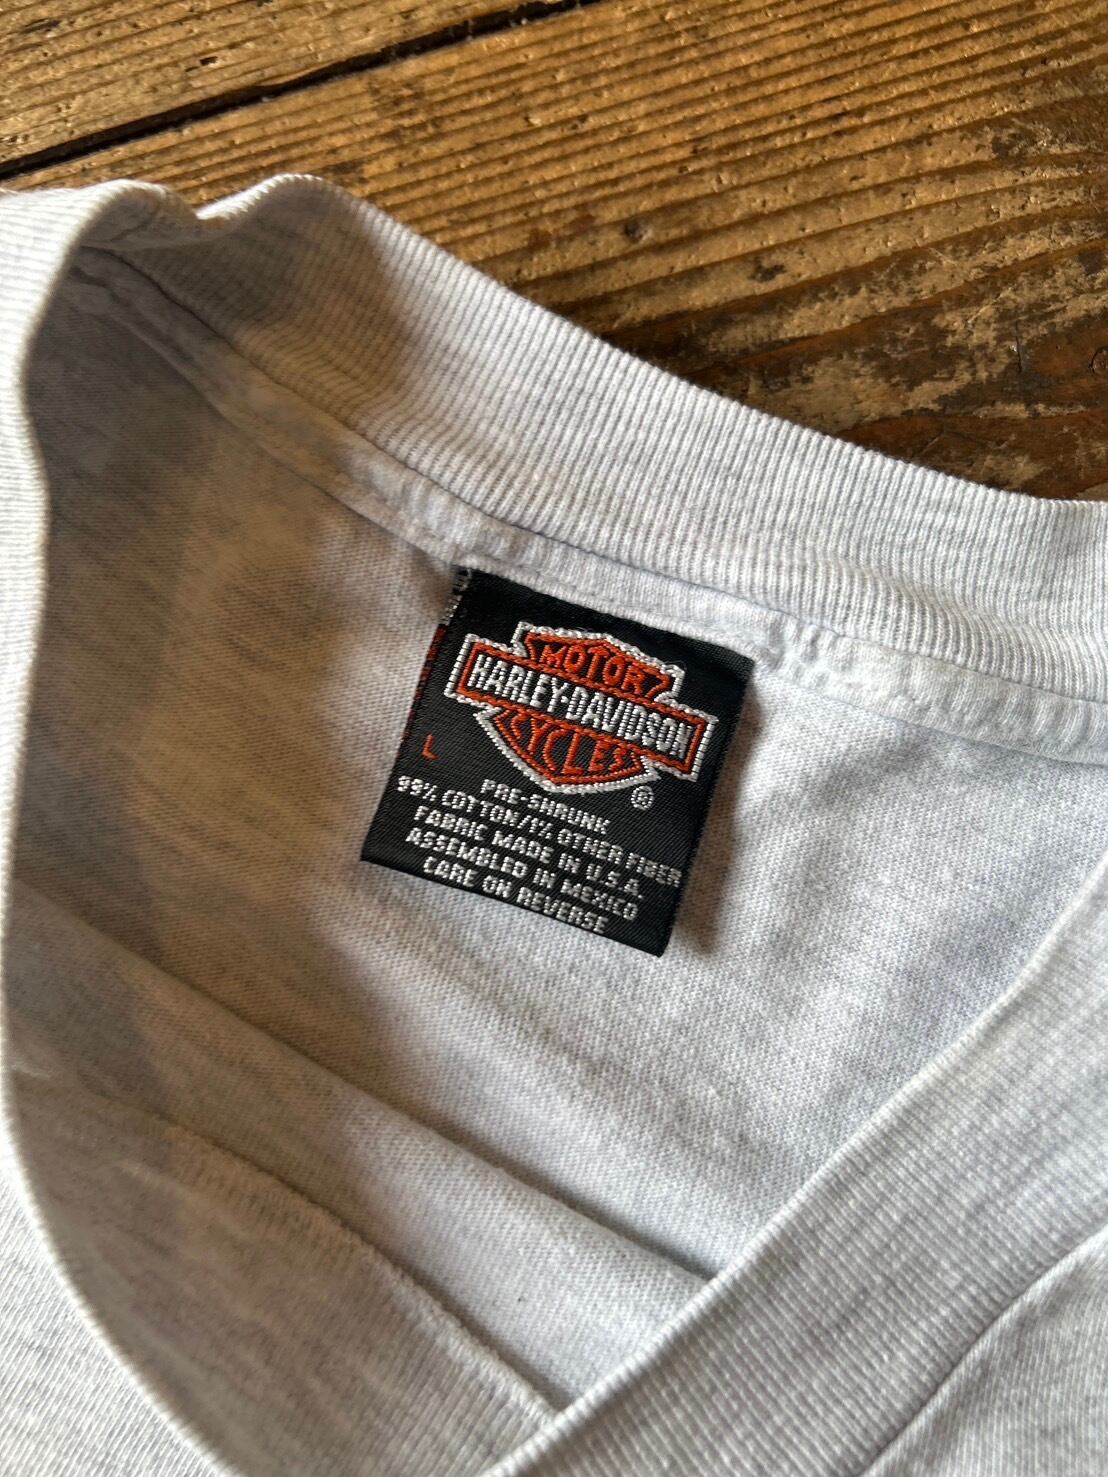 MOTOR
HARLEY-DAVIDSON
CYCLES
®
L
PRE-SHRUNK
99% COTTON/1% OTHER FIBER
FABRIC MADE IN U.S.A
ASSEMBLED IN MEXICO
CARE ON REVERSE